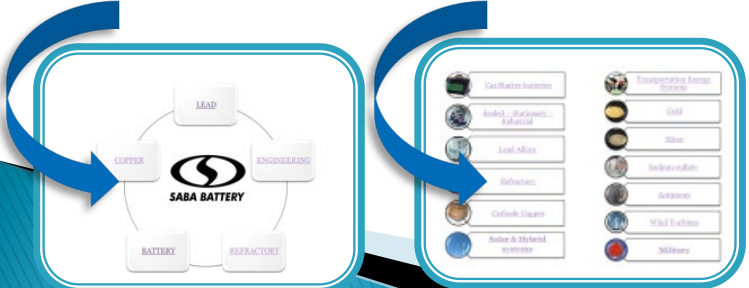 LEAD
COPPER
ENGINEERING
SABA BATTERY
BATTERY
REFRACTORY
Car Starter batteries
Sealed – Stationary -
Industrial
Lead Alloys
Refractory
Cathode Copper
Solar & Hybrid
systems
Transportation Energy
Systems
Gold
Silver
Sodium sulfate
Antimony
Wind Turbines
Military